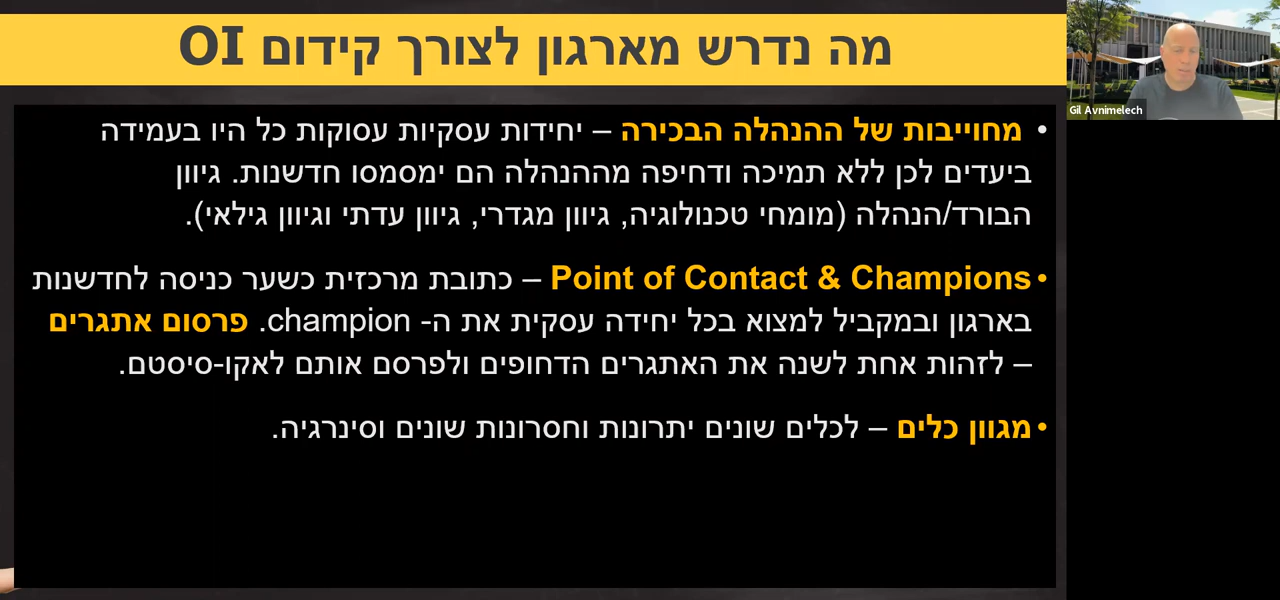 מה נדרש מארגון לצורך קידום OI
• מחוייבות של ההנהלה הבכירה – יחידות עסקיות עסוקות כל היו בעמידה
ביעדים לכן ללא תמיכה ודחיפה מההנהלה הם ימסמסו חדשנות. גיוון
הבורד/הנהלה (מומחי טכנולוגיה, גיוון מגדרי, גיוון עדתי וגיוון גילאי).
• Point of Contact & Champions – כתובת מרכזית כשער כניסה לחדשנות
בארגון ובמקביל למצוא בכל יחידה עסקית את ה- champion. פרסום אתגרים
– לזהות אחת לשנה את האתגרים הדחופים ולפרסם אותם לאקו-סיסטם.
• מגוון כלים – לכלים שונים יתרונות וחסרונות שונים וסינרגיה.
Gil Avnimelech